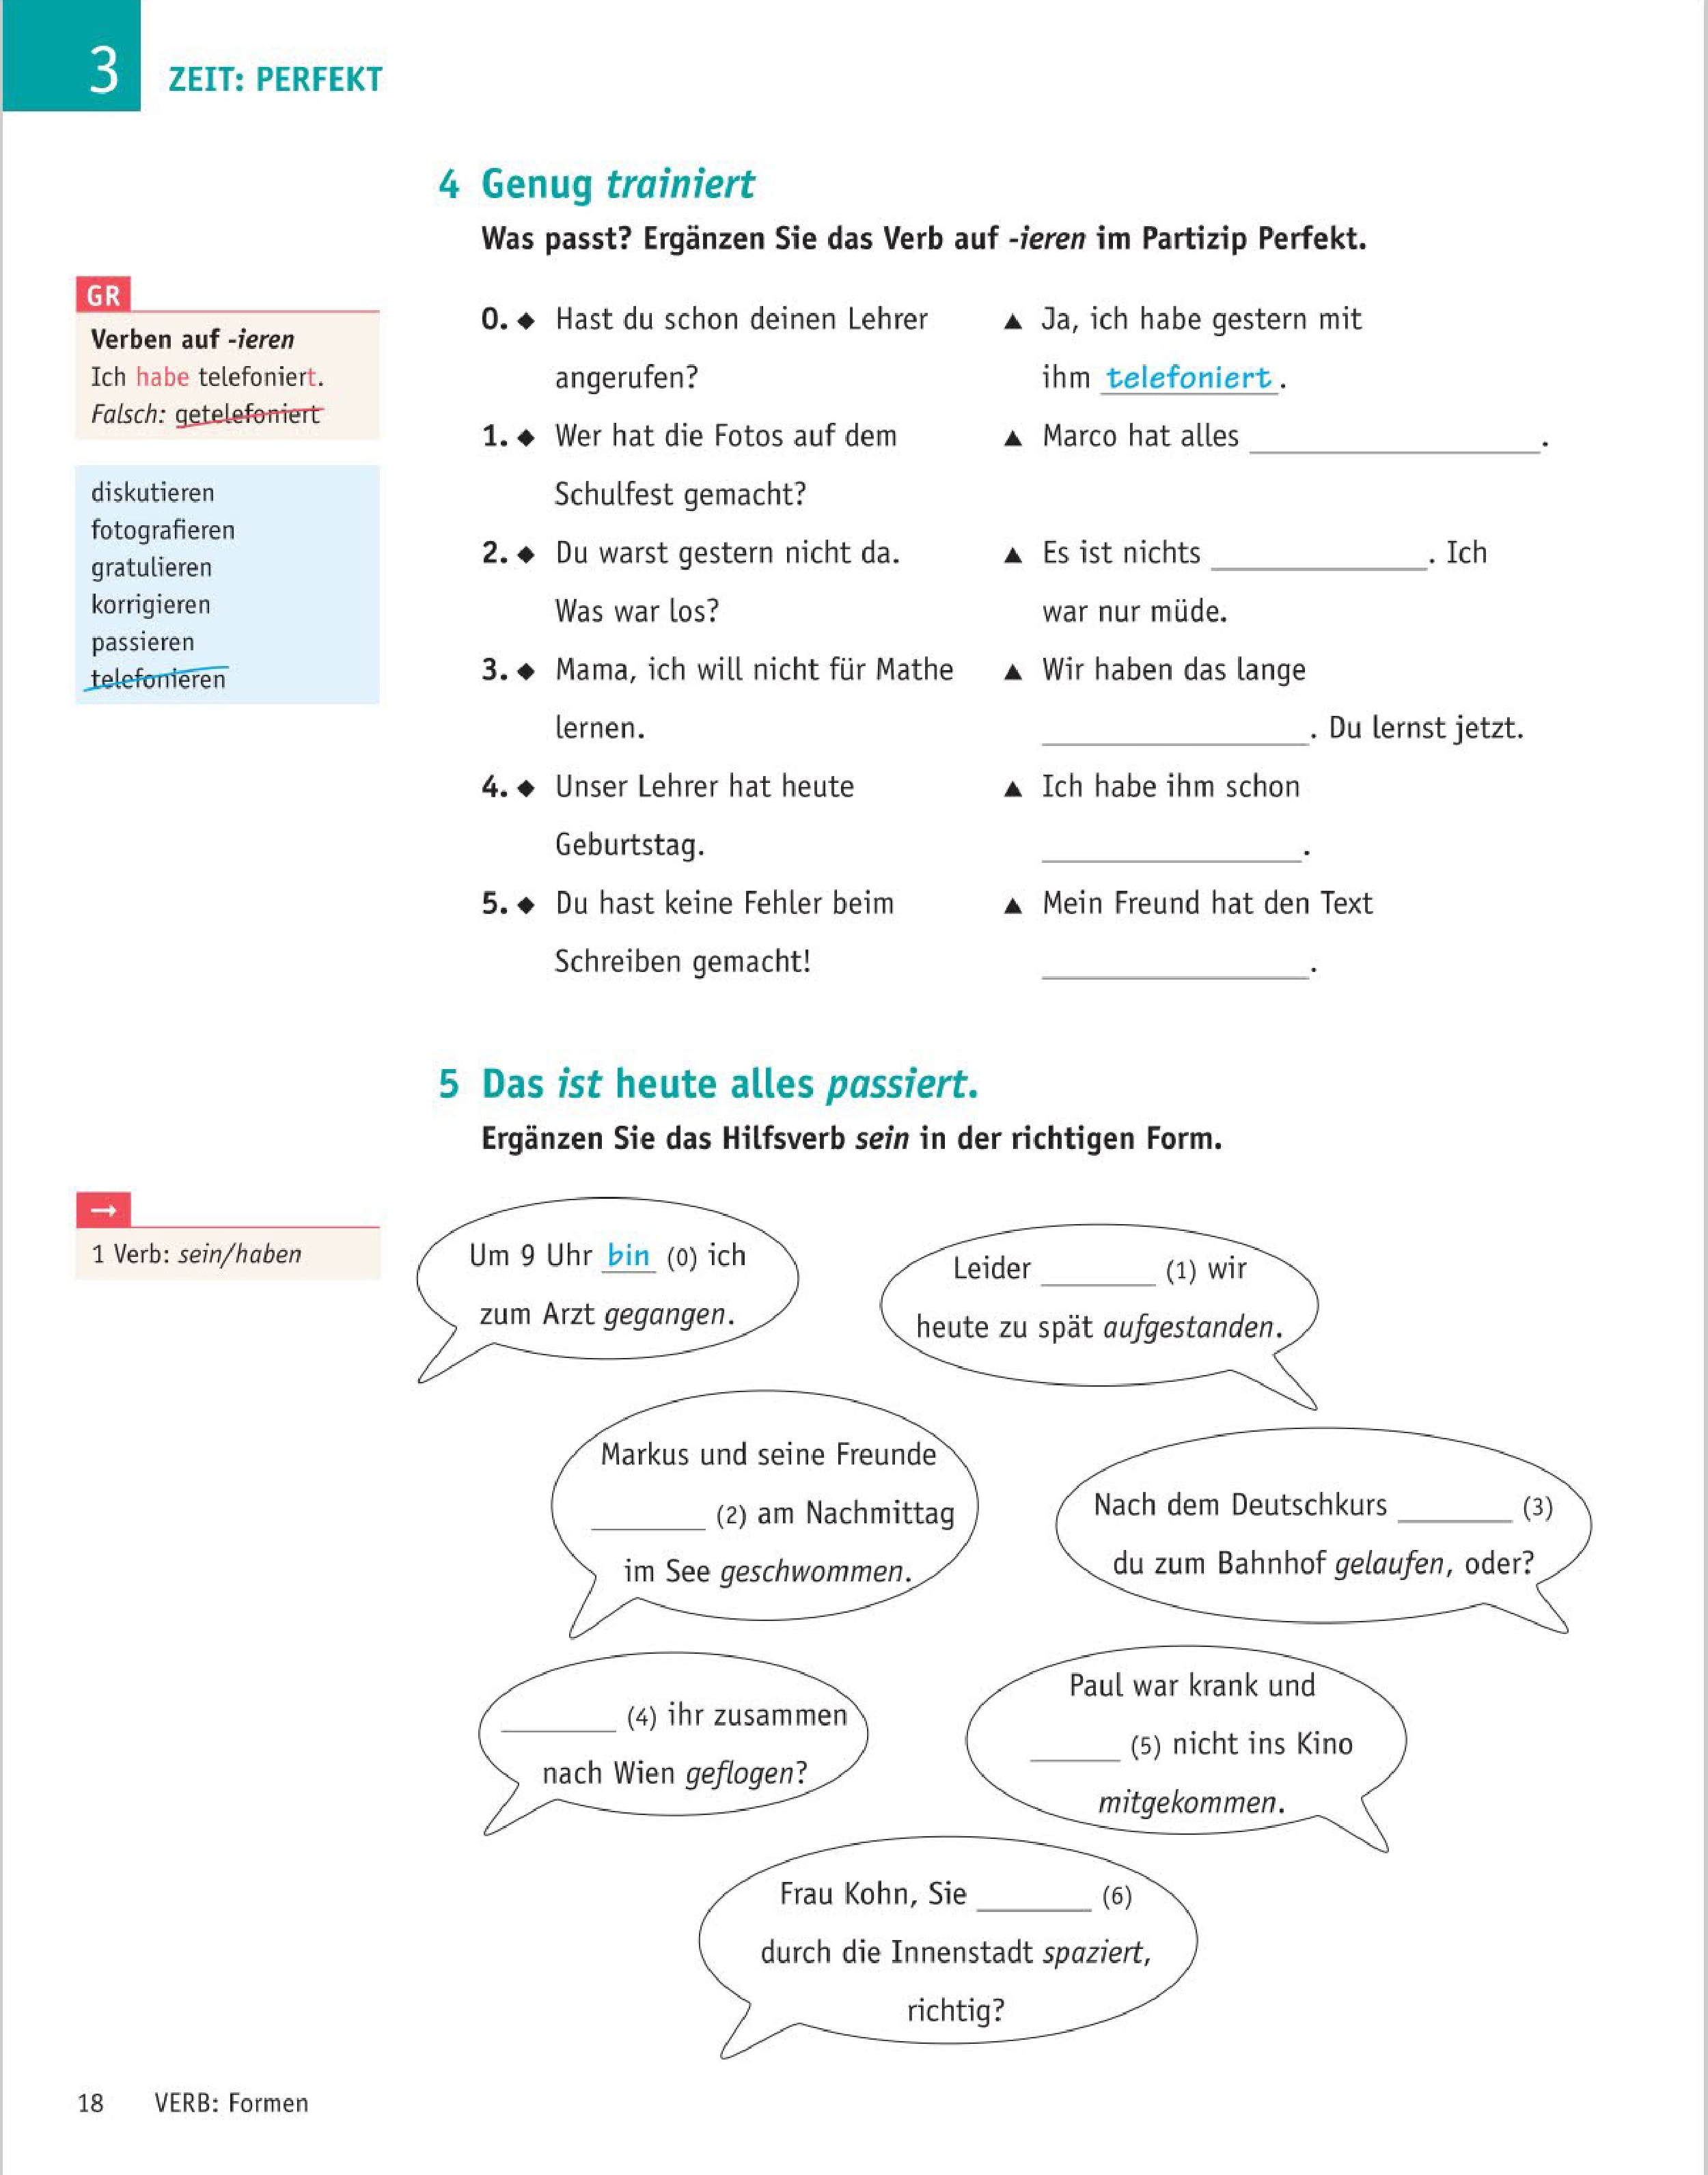 3
ZEIT: PERFEKT
4 Genug trainiert
Was passt? Ergänzen Sie das Verb auf -ieren im Partizip Perfekt.
GR
Verben auf -ieren
Ich habe telefoniert.
Falsch: getelefoniert
diskutieren
fotografieren
gratulieren
korrigieren
passieren
telefonieren
0. ◆ Hast du schon deinen Lehrer
angerufen?
▲ Ja, ich habe gestern mit
ihm telefoniert.
1. ◆ Wer hat die Fotos auf dem
Schulfest gemacht?
▲ Marco hat alles ____________.
2. ◆ Du warst gestern nicht da.
Was war los?
▲ Es ist nichts ____________. Ich
war nur müde.
3. ◆ Mama, ich will nicht für Mathe
lernen.
▲ Wir haben das lange
____________. Du lernst jetzt.
4. ◆ Unser Lehrer hat heute
Geburtstag.
▲ Ich habe ihm schon
____________.
5. ◆ Du hast keine Fehler beim
Schreiben gemacht!
▲ Mein Freund hat den Text
____________.
5 Das ist heute alles passiert.
Ergänzen Sie das Hilfsverb sein in der richtigen Form.
→
1 Verb: sein/haben
Um 9 Uhr bin (0) ich
zum Arzt gegangen.
Leider ________ (1) wir
heute zu spät aufgestanden.
Markus und seine Freunde
________ (2) am Nachmittag
im See geschwommen.
Nach dem Deutschkurs ________ (3)
du zum Bahnhof gelaufen, oder?
________ (4) ihr zusammen
nach Wien geflogen?
Paul war krank und
________ (5) nicht ins Kino
mitgekommen.
Frau Kohn, Sie ________ (6)
durch die Innenstadt spaziert,
richtig?
18 VERB: Formen